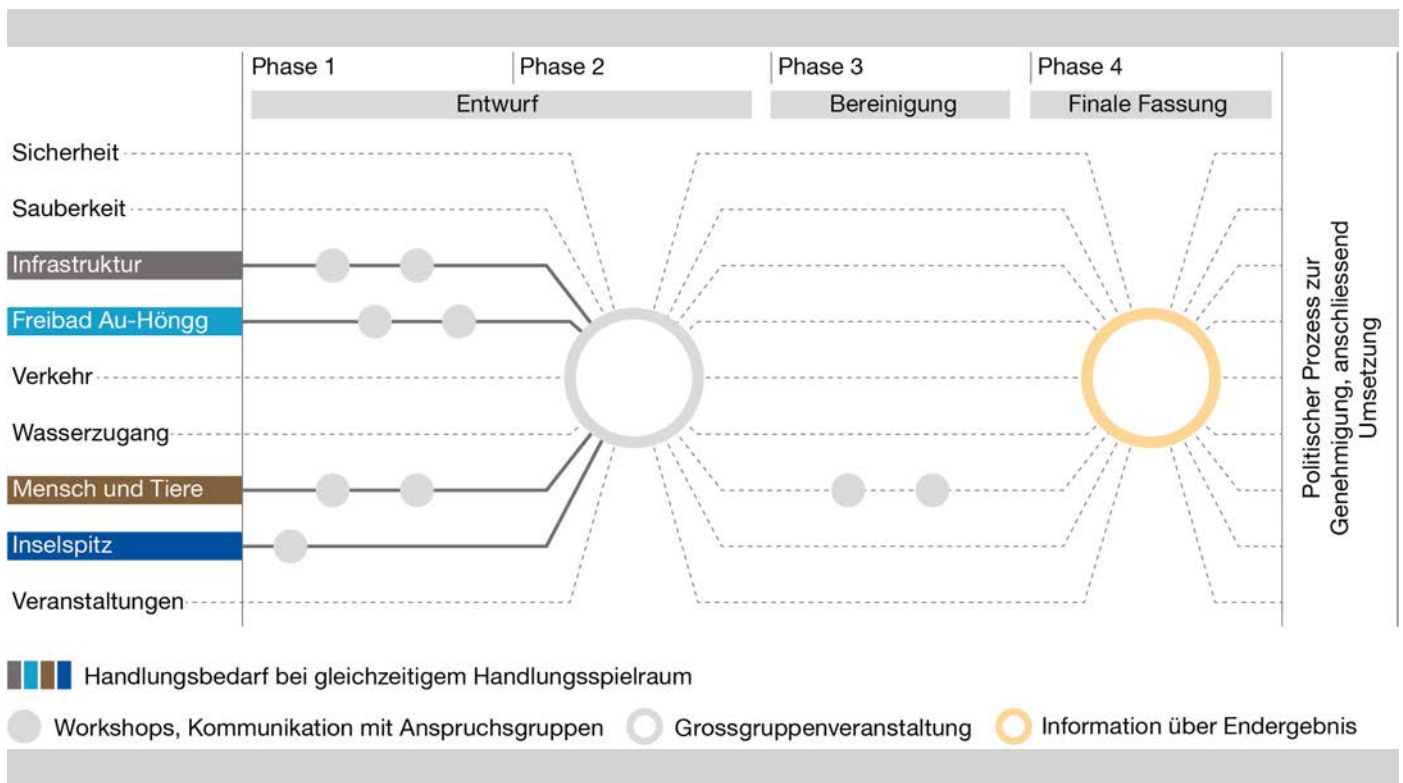 Phase 1
Phase 2
Phase 3
Phase 4
Entwurf
Bereinigung
Finale Fassung
Sicherheit
Sauberkeit
Infrastruktur
Freibad Au-Höngg
Verkehr
Wasserzugang
Mensch und Tiere
Inselspitz
Veranstaltungen
Politischer Prozess zur
Genehmigung, anschliessend
Umsetzung
Handlungsbedarf bei gleichzeitigem Handlungsspielraum
Workshops, Kommunikation mit Anspruchsgruppen
Grossgruppenveranstaltung
Information über Endergebnis